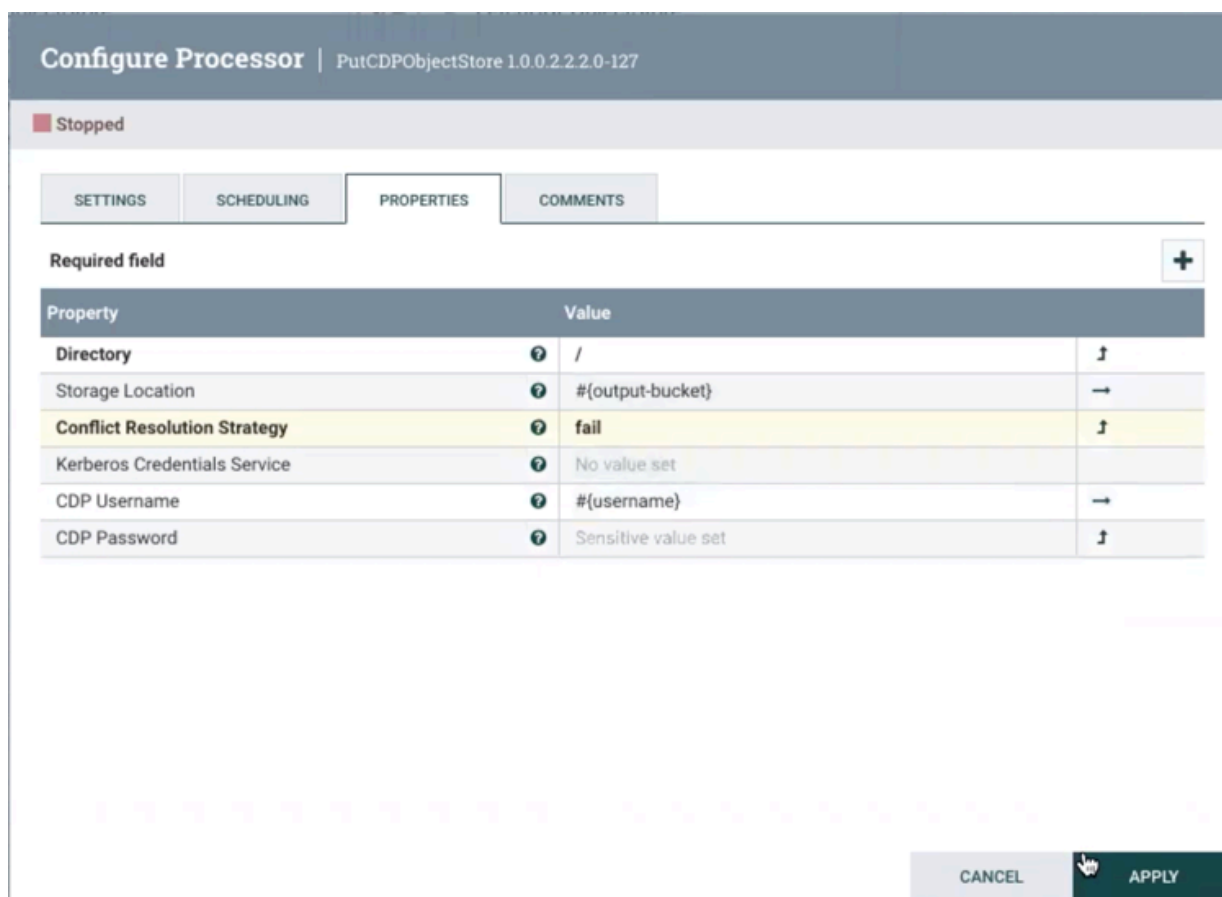 Configure Processor | PutCDPObjectStore 1.0.0.2.2.2.0-127
Stopped
SETTINGS SCHEDULING PROPERTIES COMMENTS
Required field
Property Value
Directory /
Storage Location #{output-bucket}
Conflict Resolution Strategy fail
Kerberos Credentials Service No value set
CDP Username #{username}
CDP Password Sensitive value set
CANCEL APPLY